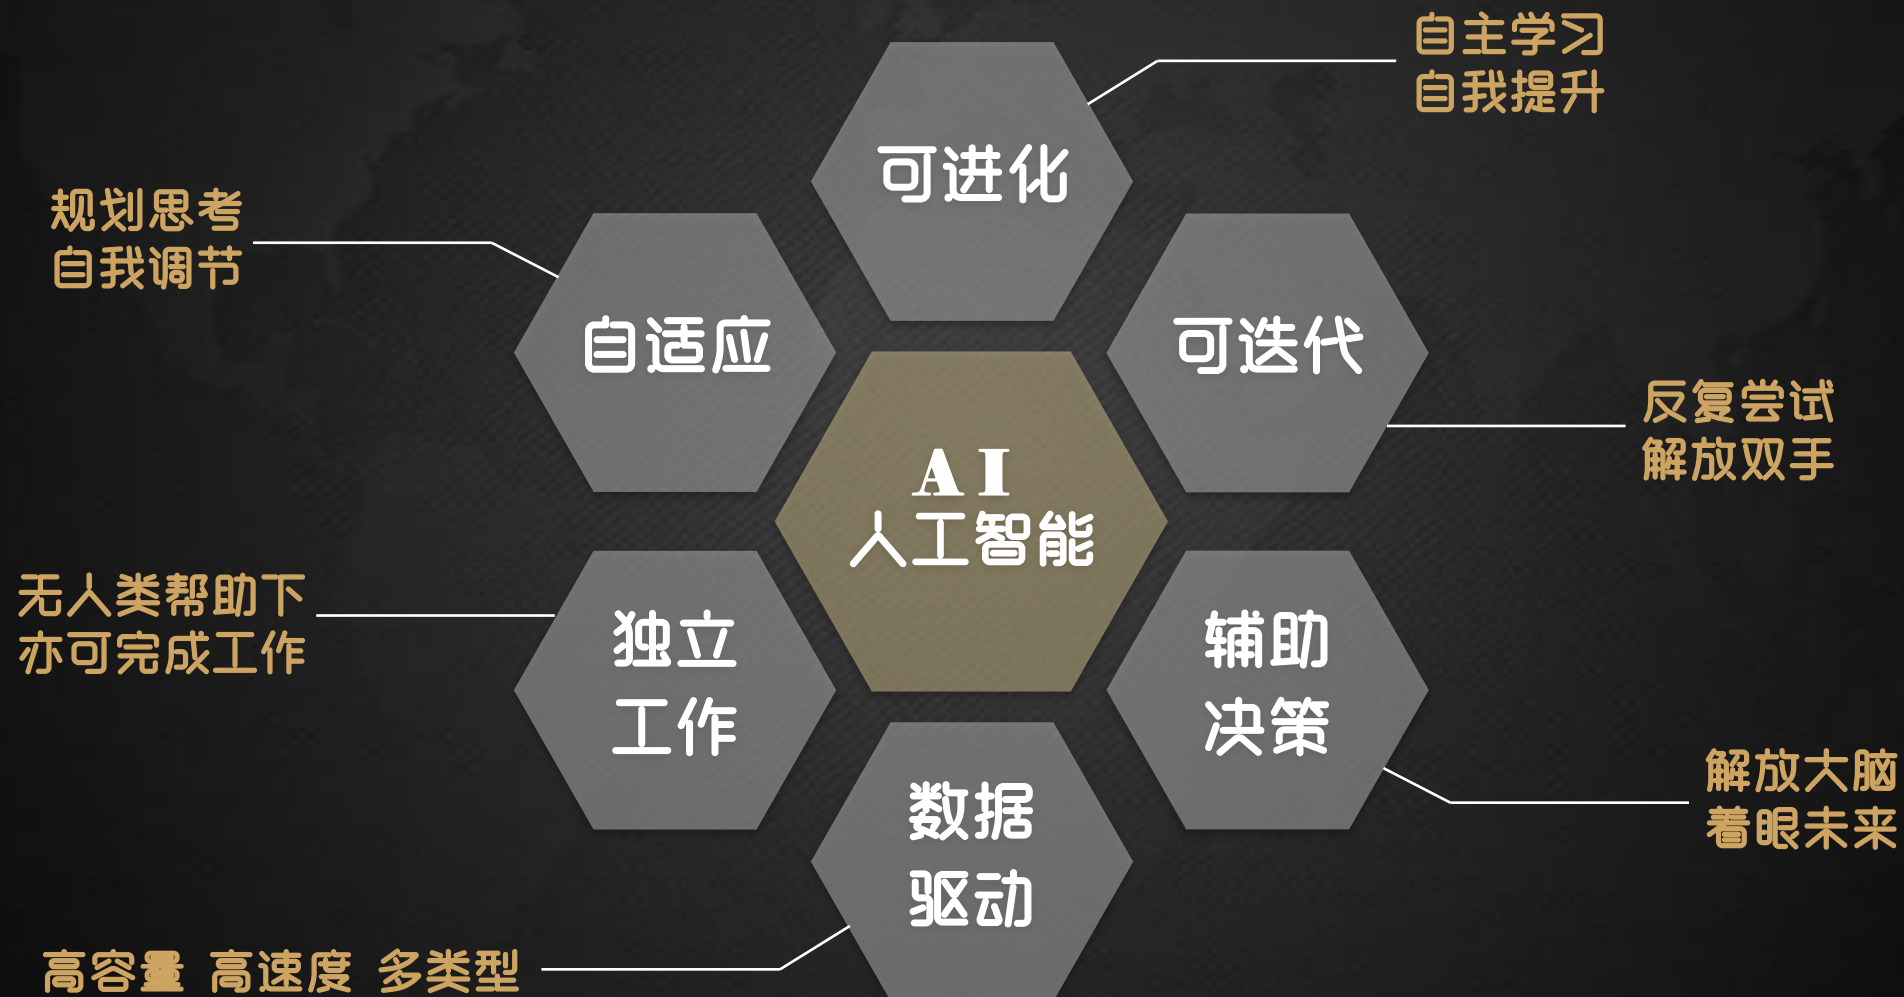 自主学习
自我提升
可进化
规划思考
自我调节
自适应
可迭代
反复尝试
解放双手
AI
人工智能
无人类帮助下
亦可完成工作
独立
工作
辅助
决策
解放大脑
着眼未来
数据
驱动
高容量 高速度 多类型